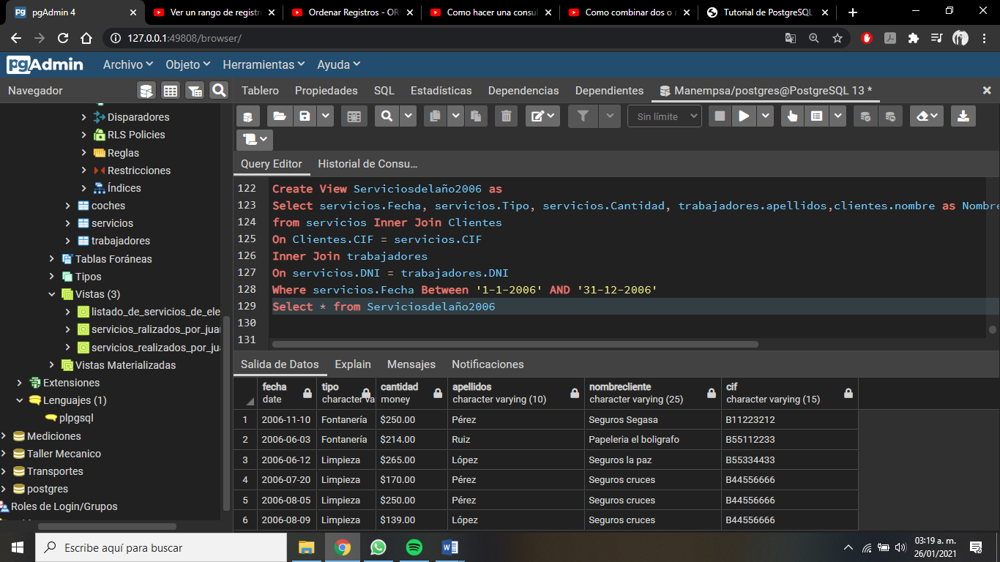 pgAdmin 4
Ver un rango de registr
Ordenar Registros - OR
Como hacer una consul
Como combinar dos o r
Tutorial de PostgreSQL
127.0.0.1:49808/browser/
pgAdmin
Archivo
Objeto
Herramientas
Ayuda
Navegador
Tablero
Propiedades
SQL
Estadísticas
Dependencias
Dependientes
Manempsa/postgres@PostgreSQL 13 *
Disparadores
RLS Policies
Reglas
Restricciones
Índices
coches
servicios
trabajadores
Tablas Foráneas
Tipos
Vistas (3)
listado_de_servicios_de_ele
servicios_ralizados_por_juar
servicios_realizados_por_ju
Vistas Materializadas
Extensiones
Lenguajes (1)
plpgsql
Mediciones
Taller Mecanico
Transportes
postgres
Roles de Login/Grupos
Sin límite
Query Editor
Historial de Consu...
122 Create View Serviciosdelaño2006 as
123 Select servicios.Fecha, servicios.Tipo, servicios.Cantidad, trabajadores.apellidos,clientes.nombre as Nombre
124 from servicios Inner Join Clientes
125 On Clientes.CIF = servicios.CIF
126 Inner Join trabajadores
127 On servicios.DNI = trabajadores.DNI
128 Where servicios.Fecha Between '1-1-2006' AND '31-12-2006'
129 Select * from Serviciosdelaño2006
130
131
Salida de Datos
Explain
Mensajes
Notificaciones
fecha date
tipo character va
cantidad money
apellidos character varying (10)
nombrecliente character varying (25)
cif character varying (15)
1 2006-11-10 Fontanería $250.00 Pérez Seguros Segasa B11223212
2 2006-06-03 Fontanería $214.00 Ruiz Papeleria el boligrafo B55112233
3 2006-06-12 Limpieza $265.00 López Seguros la paz B55334433
4 2006-07-20 Limpieza $170.00 Pérez Seguros cruces B44556666
5 2006-08-05 Limpieza $250.00 Pérez Seguros cruces B44556666
6 2006-08-09 Limpieza $139.00 López Seguros cruces B44556666
Escribe aquí para buscar
03:19 a. m.
26/01/2021